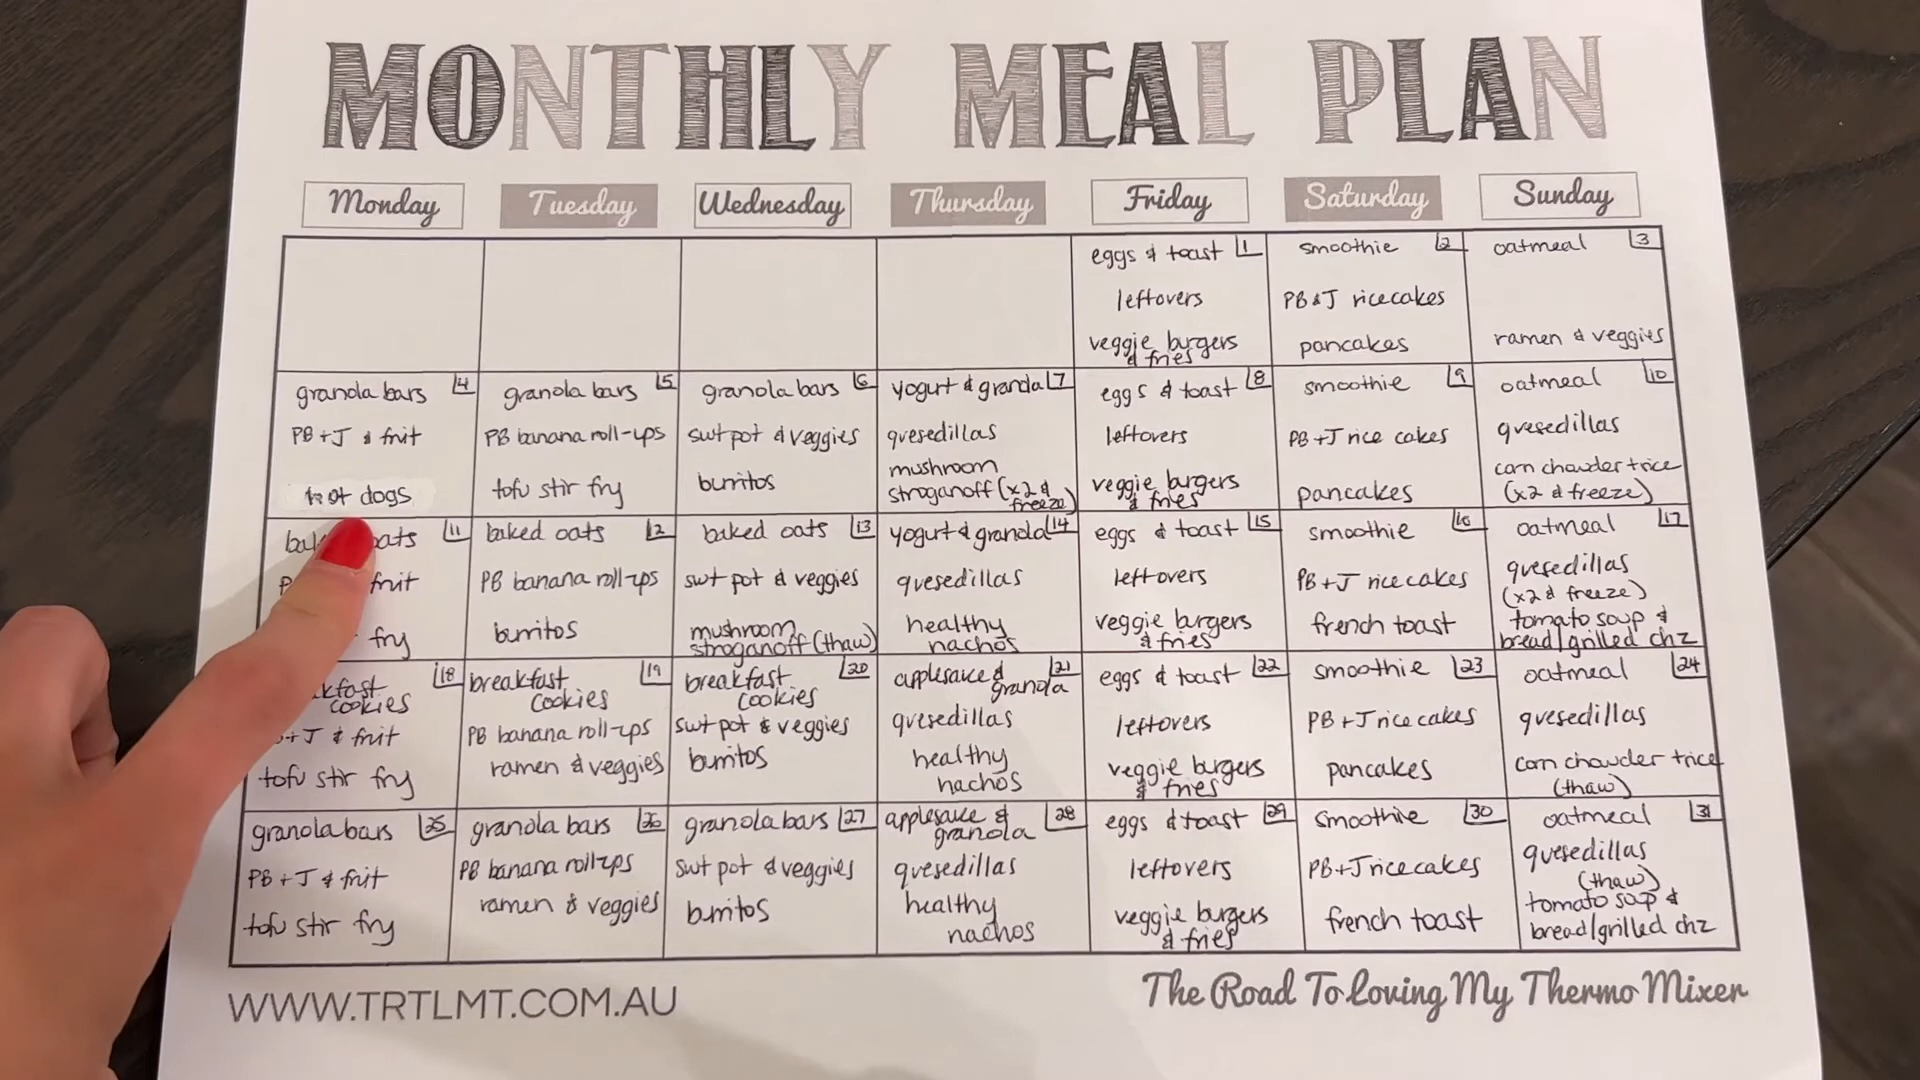 MONTHLY MEAL PLAN
Monday Tuesday Wednesday Thursday Friday Saturday Sunday
eggs & toast 1
leftovers
veggie burgers
& fries
smoothie 2
PB&J ricecakes
pancakes
oatmeal 3
ramen & veggies
granola bars 4
PB+J & fruit
hot dogs
granola bars 5
PB banana roll-ups
tofu stir fry
granola bars 6
swt pot & veggies
burritos
yogurt & granola 7
quesedillas
mushroom
stroganoff (x2 &
freeze)
eggs & toast 8
leftovers
veggie burgers
& fries
smoothie 9
PB+J rice cakes
pancakes
oatmeal 10
quesedillas
corn chowder + rice
(x2 & freeze)
oats 11
fruit
fry
baked oats 12
PB banana roll-ups
burritos
baked oats 13
swt pot & veggies
mushroom
stroganoff (thaw)
yogurt & granola 14
quesedillas
healthy
nachos
eggs & toast 15
leftovers
veggie burgers
& fries
smoothie 16
PB+J ricecakes
french toast
oatmeal 17
quesedillas
(x2 & freeze)
tomato soup &
bread/grilled chz
18
cookies
+J & fruit
tofu stir fry
breakfast 19
cookies
PB banana roll-ups
ramen & veggies
breakfast 20
cookies
swt pot & veggies
burritos
applesauce & 21
granola
quesedillas
healthy
nachos
eggs & toast 22
leftovers
veggie burgers
& fries
smoothie 23
PB+J ricecakes
pancakes
oatmeal 24
quesedillas
corn chowder + rice
(thaw)
granola bars 25
PB+J & fruit
tofu stir fry
granola bars 26
PB banana roll-ups
ramen & veggies
granola bars 27
swt pot & veggies
burritos
applesauce & 28
granola
quesedillas
healthy
nachos
eggs & toast 29
leftovers
veggie burgers
& fries
smoothie 30
PB+J ricecakes
french toast
oatmeal 31
quesedillas
(thaw)
tomato soup &
bread/grilled chz
WWW.TRTLMT.COM.AU
The Road To Loving My Thermo Mixer